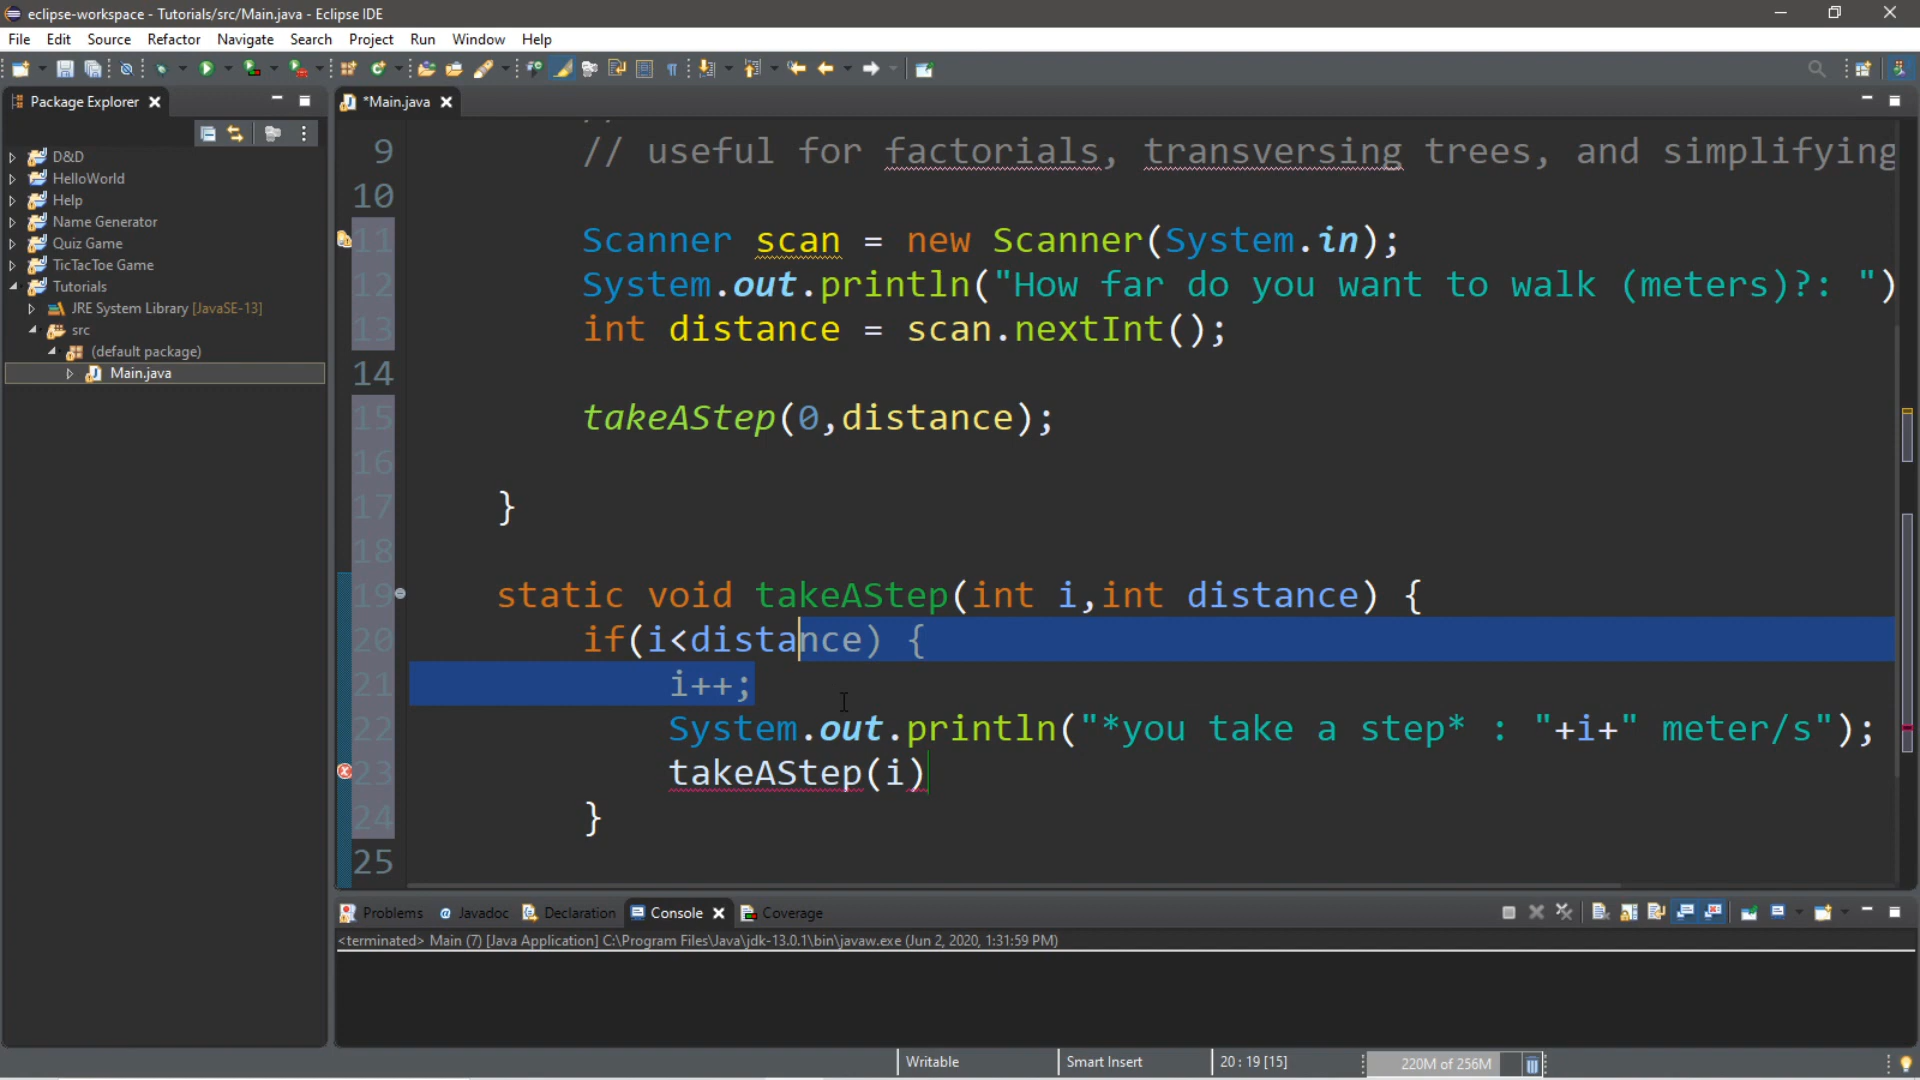 eclipse-workspace - Tutorials/src/Main.java - Eclipse IDE
File Edit Source Refactor Navigate Search Project Run Window Help
Package Explorer
*Main.java
D&D
HelloWorld
Help
Name Generator
Quiz Game
TicTacToe Game
Tutorials
JRE System Library [JavaSE-13]
src
(default package)
Main.java
9 // useful for factorials, transversing trees, and simplifying
10
11 Scanner scan = new Scanner(System.in);
12 System.out.println("How far do you want to walk (meters)?: ")
13 int distance = scan.nextInt();
14
15 takeAStep(0,distance);
16
17 }
18
19 static void takeAStep(int i,int distance) {
20 if(i<distance) {
21 i++;
22 System.out.println("*you take a step* : "+i+" meter/s");
23 takeAStep(i)
24 }
25
Problems Javadoc Declaration Console Coverage
<terminated> Main (7) [Java Application] C:\Program Files\Java\jdk-13.0.1\bin\javaw.exe (Jun 2, 2020, 1:31:59 PM)
Writable Smart Insert 20 : 19 [15] 220M of 256M